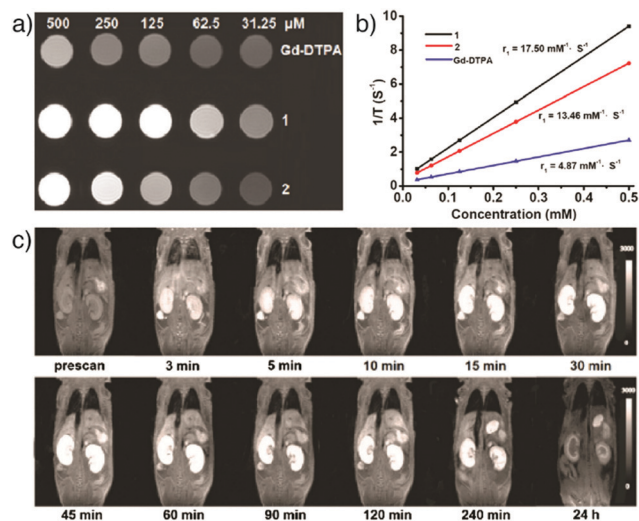 a)
500 250 125 62.5 31.25 μM
Gd-DTPA
1
2
b)
1
2
Gd-DTPA
r₁ = 17.50 mM⁻¹· S⁻¹
r₁ = 13.46 mM⁻¹· S⁻¹
r₁ = 4.87 mM⁻¹· S⁻¹
1/T (S⁻¹)
10
8
6
4
2
0
0.0 0.1 0.2 0.3 0.4 0.5
Concentration (mM)
c)
3000
0
prescan 3 min 5 min 10 min 15 min 30 min
3000
0
45 min 60 min 90 min 120 min 240 min 24 h